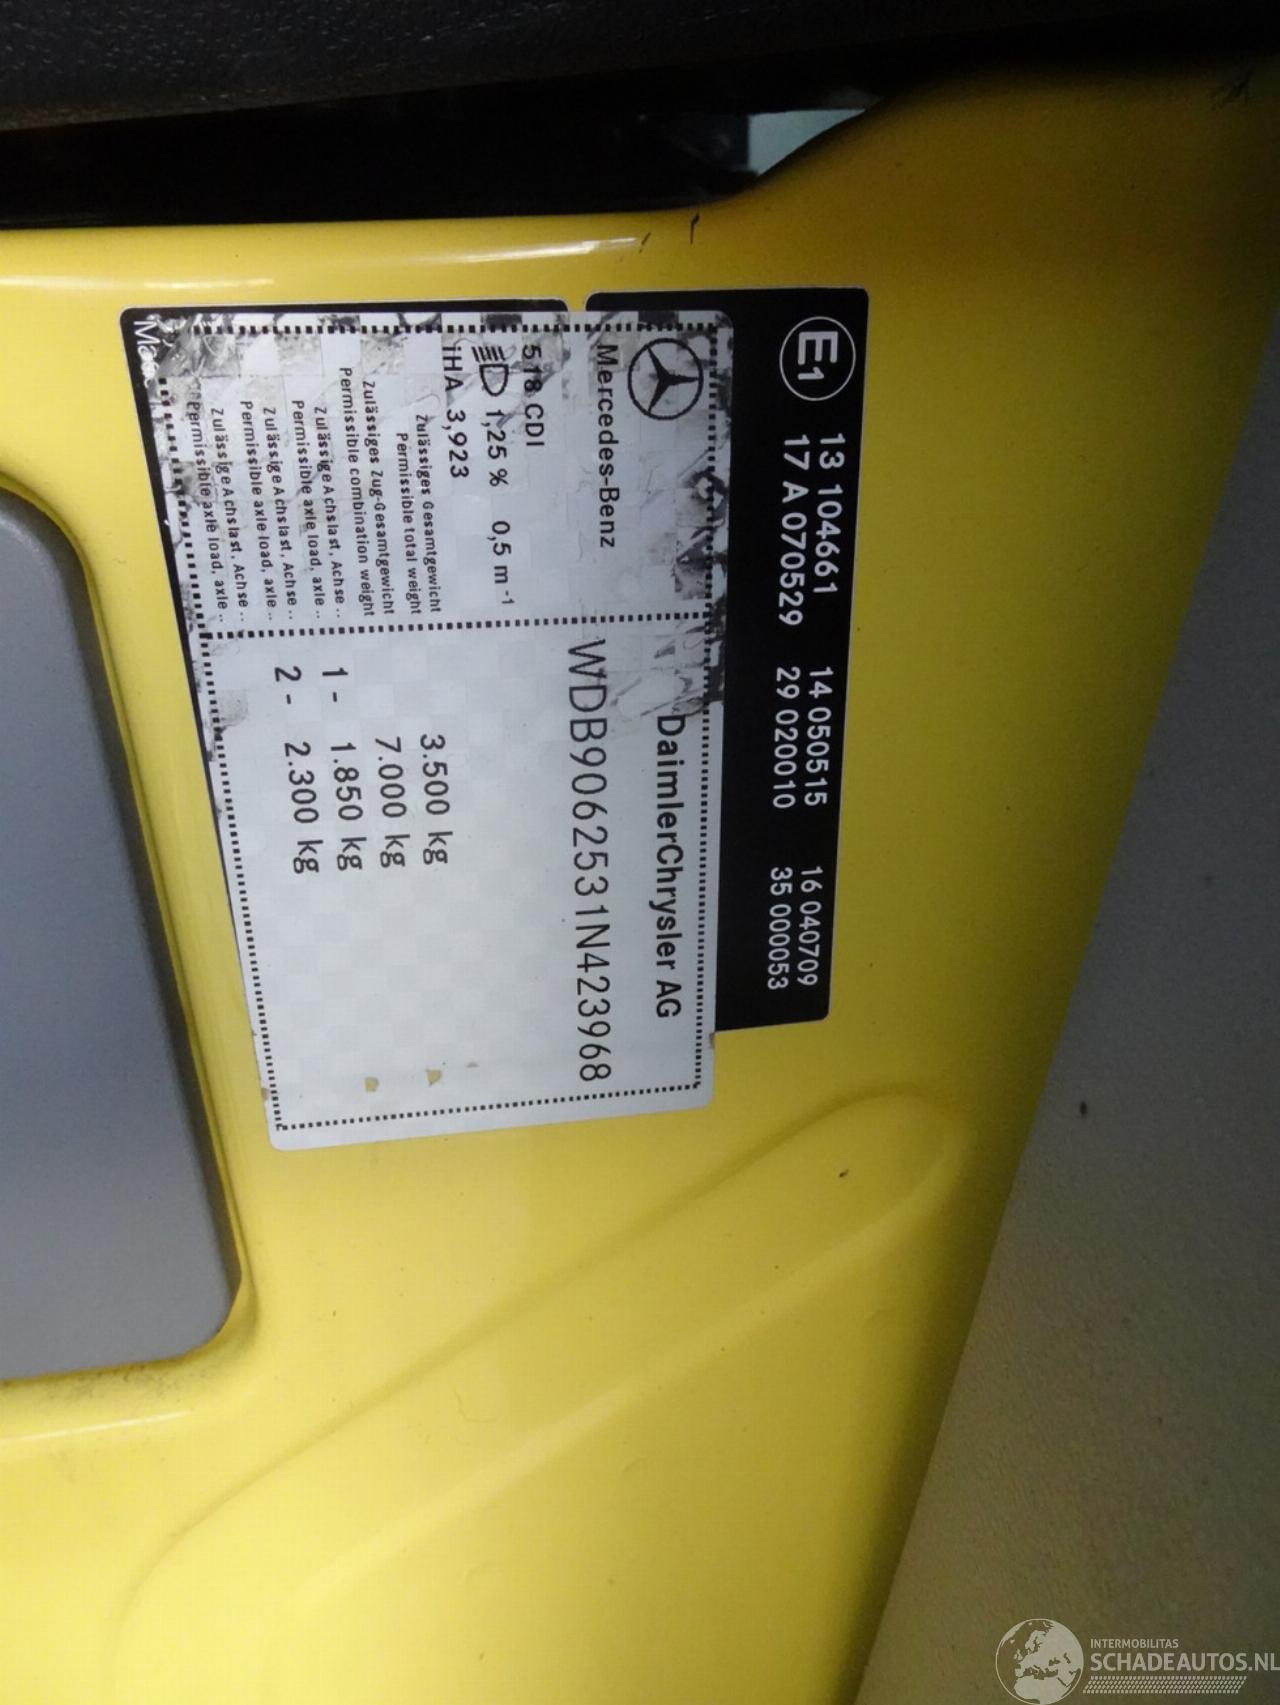 E1
13 104661 14 050515 16 040709
17 A 070529 29 020010 35 000053
DaimlerChrysler AG
Mercedes-Benz
WDB9062531N423968
518 CDI
1,25 % 0,5 m⁻¹
iHA 3,923
Zulässiges Gesamtgewicht
Permissible total weight
3.500 kg
Zulässiges Zug-Gesamtgewicht
Permissible combination weight
7.000 kg
Zulässige Achslast, Achse ..
Permissible axle load, axle ..
1 - 1.850 kg
Zulässige Achslast, Achse ..
Permissible axle load, axle ..
2 - 2.300 kg
Zulässige Achslast, Achse ..
Permissible axle load, axle ..
INTERMOBILITAS
SCHADEAUTOS.NL